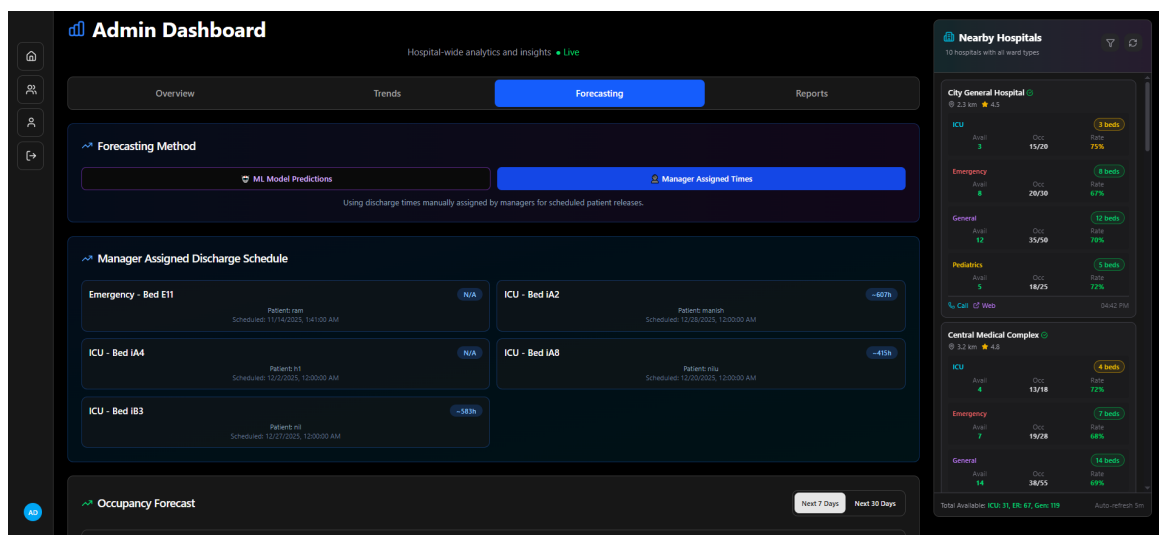 Admin Dashboard
Hospital-wide analytics and insights ● Live
Overview Trends Forecasting Reports
Forecasting Method
ML Model Predictions Manager Assigned Times
Using discharge times manually assigned by managers for scheduled patient releases.
Manager Assigned Discharge Schedule
Emergency - Bed E11 N/A
Patient: ram
Scheduled: 11/14/2025, 1:41:00 AM
ICU - Bed iA2 ~607h
Patient: manish
Scheduled: 12/28/2025, 12:00:00 AM
ICU - Bed iA4 N/A
Patient: h1
Scheduled: 12/2/2025, 12:00:00 AM
ICU - Bed iA8 ~415h
Patient: nilu
Scheduled: 12/20/2025, 12:00:00 AM
ICU - Bed iB3 ~583h
Patient: nil
Scheduled: 12/27/2025, 12:00:00 AM
Occupancy Forecast
Next 7 Days Next 30 Days
AD
Nearby Hospitals
10 hospitals with all ward types
City General Hospital
2.3 km 4.5
ICU 3 beds
Avail Occ Rate
3 15/20 75%
Emergency 8 beds
Avail Occ Rate
8 20/30 67%
General 12 beds
Avail Occ Rate
12 35/50 70%
Pediatrics 5 beds
Avail Occ Rate
5 18/25 72%
Call Web 04:42 PM
Central Medical Complex
3.2 km 4.8
ICU 4 beds
Avail Occ Rate
4 13/18 72%
Emergency 7 beds
Avail Occ Rate
7 19/28 68%
General 14 beds
Avail Occ Rate
14 38/55 69%
Total Available: ICU: 31, ER: 67, Gen: 119 Auto-refresh 5m